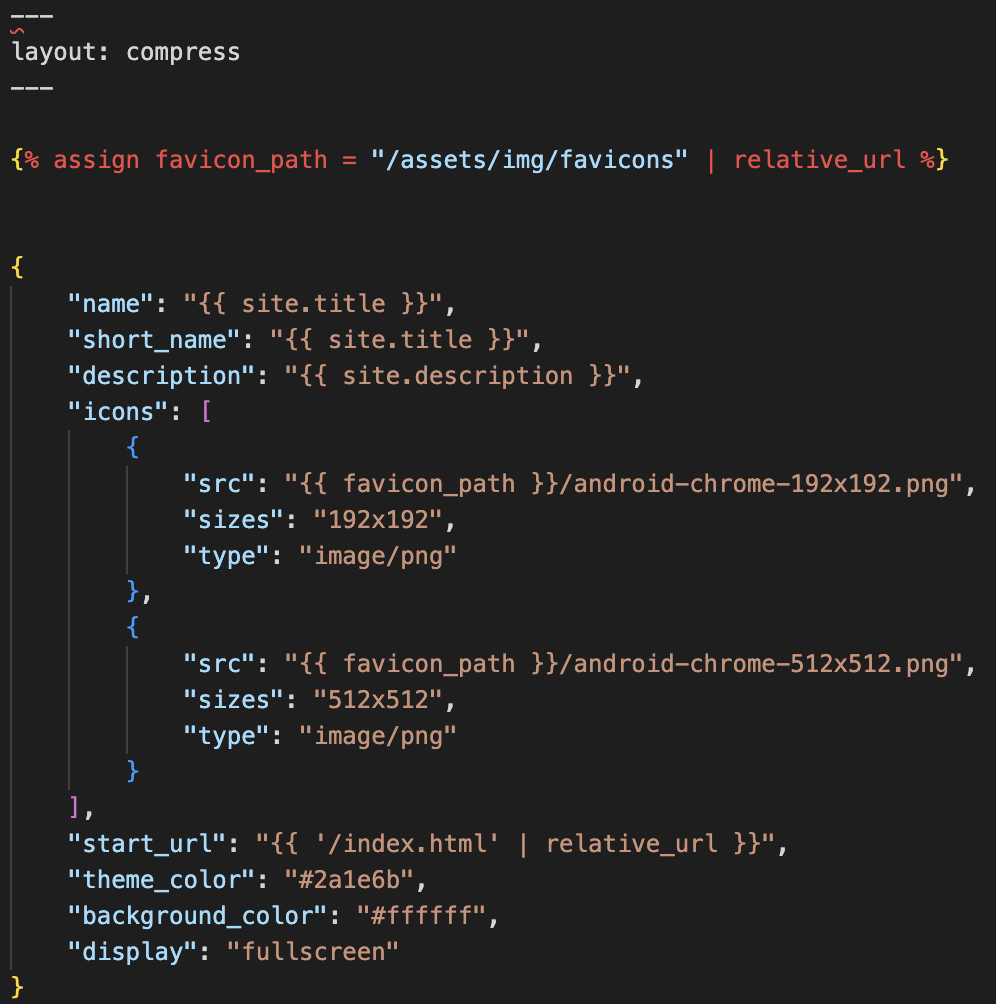 ---
layout: compress
---
{% assign favicon_path = "/assets/img/favicons" | relative_url %}
{
    "name": "{{ site.title }}",
    "short_name": "{{ site.title }}",
    "description": "{{ site.description }}",
    "icons": [
        {
            "src": "{{ favicon_path }}/android-chrome-192x192.png",
            "sizes": "192x192",
            "type": "image/png"
        },
        {
            "src": "{{ favicon_path }}/android-chrome-512x512.png",
            "sizes": "512x512",
            "type": "image/png"
        }
    ],
    "start_url": "{{ '/index.html' | relative_url }}",
    "theme_color": "#2a1e6b",
    "background_color": "#ffffff",
    "display": "fullscreen"
}